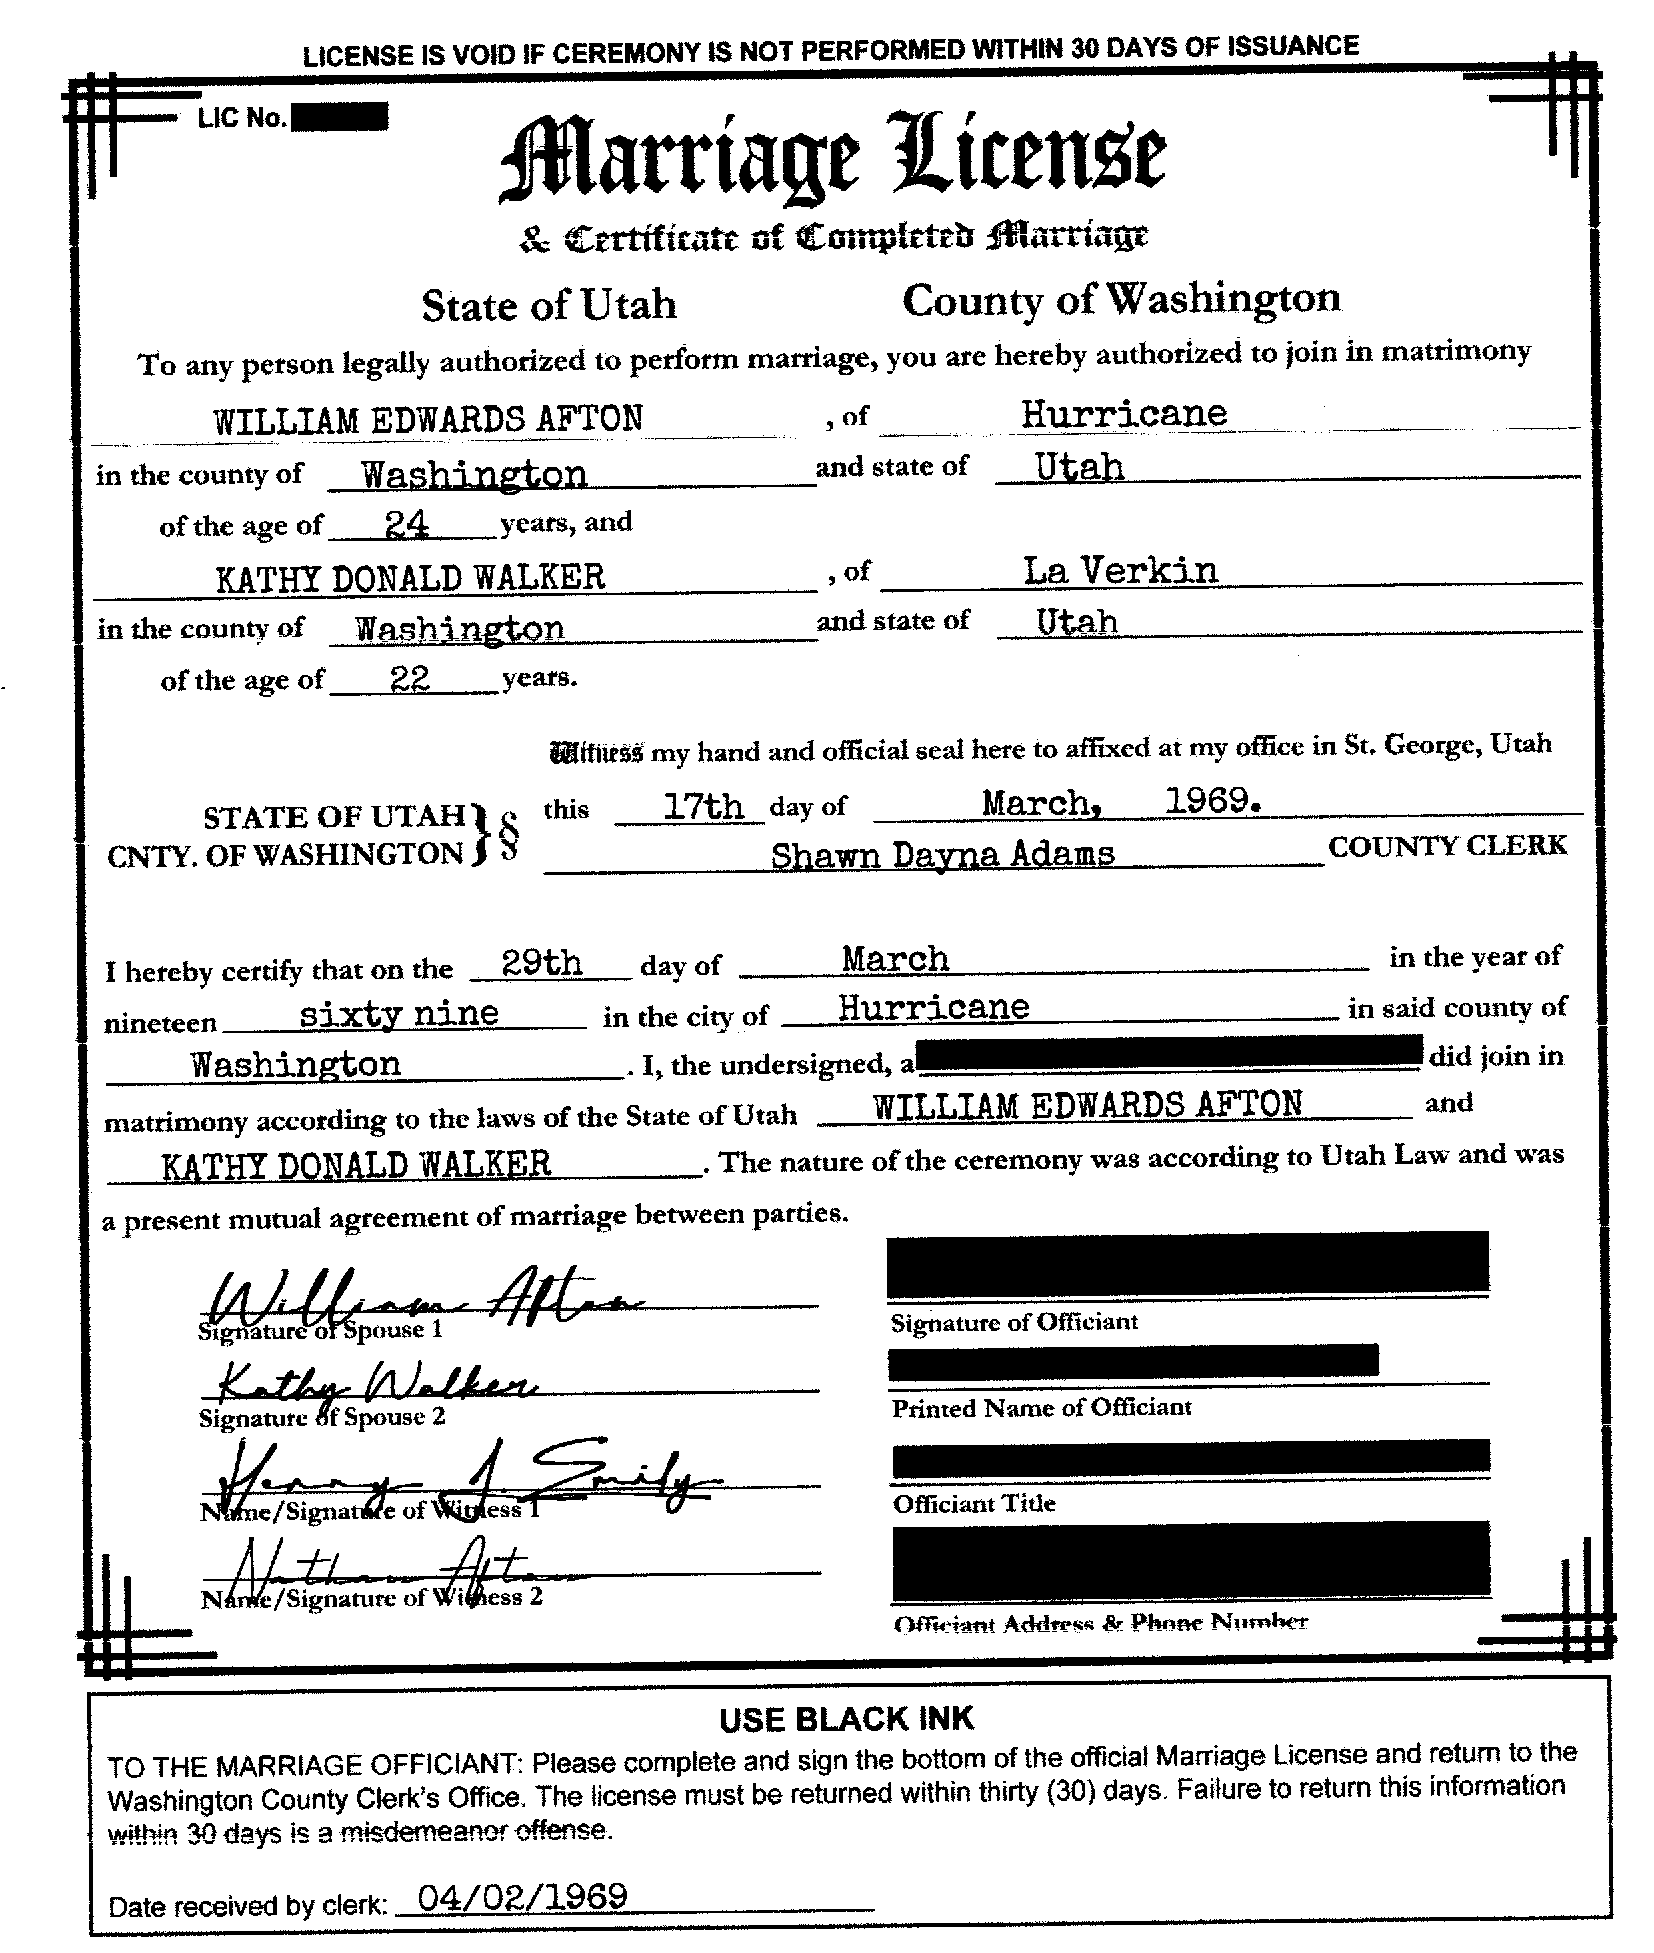 LICENSE IS VOID IF CEREMONY IS NOT PERFORMED WITHIN 30 DAYS OF ISSUANCE
LIC No.
Marriage License
& Certificate of Completed Marriage
State of Utah County of Washington
To any person legally authorized to perform marriage, you are hereby authorized to join in matrimony
WILLIAM EDWARDS AFTON , of Hurricane
in the county of Washington and state of Utah
of the age of 24 years, and
KATHY DONALD WALKER , of La Verkin
in the county of Washington and state of Utah
of the age of 22 years.
Witness my hand and official seal here to affixed at my office in St. George, Utah
STATE OF UTAH } § this 17th day of March, 1969.
CNTY. OF WASHINGTON Shawn Dayna Adams COUNTY CLERK
I hereby certify that on the 29th day of March in the year of
nineteen sixty nine in the city of Hurricane in said county of
Washington . I, the undersigned, a did join in
matrimony according to the laws of the State of Utah WILLIAM EDWARDS AFTON and
KATHY DONALD WALKER . The nature of the ceremony was according to Utah Law and was
a present mutual agreement of marriage between parties.
William Afton
Signature of Spouse 1 Signature of Officiant
Kathy Walker
Signature of Spouse 2 Printed Name of Officiant
Henry J. Emily
Name/Signature of Witness 1 Officiant Title
Nathan Afton
Name/Signature of Witness 2
Officiant Address & Phone Number
USE BLACK INK
TO THE MARRIAGE OFFICIANT: Please complete and sign the bottom of the official Marriage License and return to the
Washington County Clerk's Office. The license must be returned within thirty (30) days. Failure to return this information
within 30 days is a misdemeanor offense.
Date received by clerk: 04/02/1969